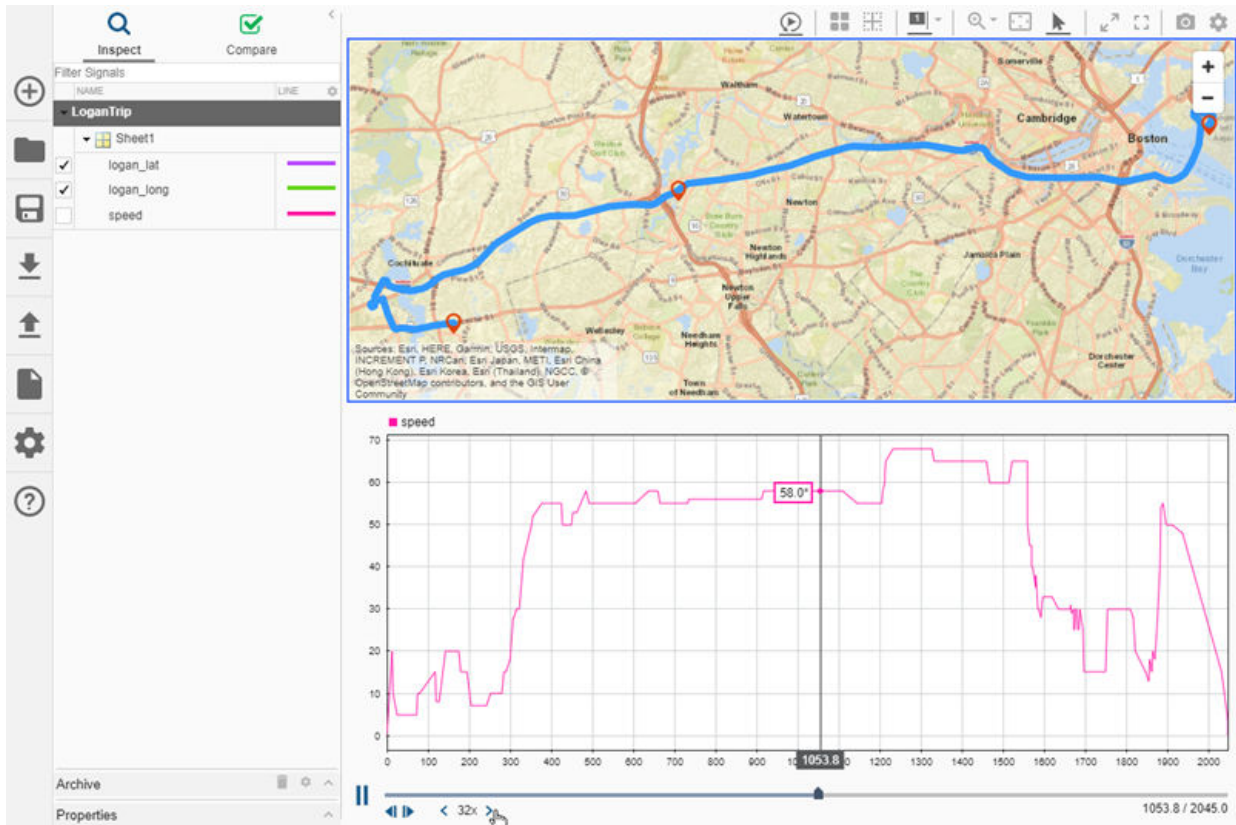 Inspect
Compare
Filter Signals
NAME
LINE
LoganTrip
Sheet1
logan_lat
logan_long
speed
Archive
Properties
1
+
−
Somerville
Waltham
Watertown
Cambridge
Boston
Newton
Newton
Highlands
Jamaica Plain
Cochituate
Newton
Upper
Falls
Wellesley
Needham
Heights
Dorchester
Bay
Dorchester
Center
Town
of Needham
Sources: Esri, HERE, Garmin, USGS, Intermap,
INCREMENT P, NRCan, Esri Japan, METI, Esri China
(Hong Kong), Esri Korea, Esri (Thailand), NGCC, ©
OpenStreetMap contributors, and the GIS User
Community
speed
70
60
50
40
30
20
10
0
58.0*
0 100 200 300 400 500 600 700 800 900 1053.8 1200 1300 1400 1500 1600 1700 1800 1900 2000
32x
1053.8 / 2045.0